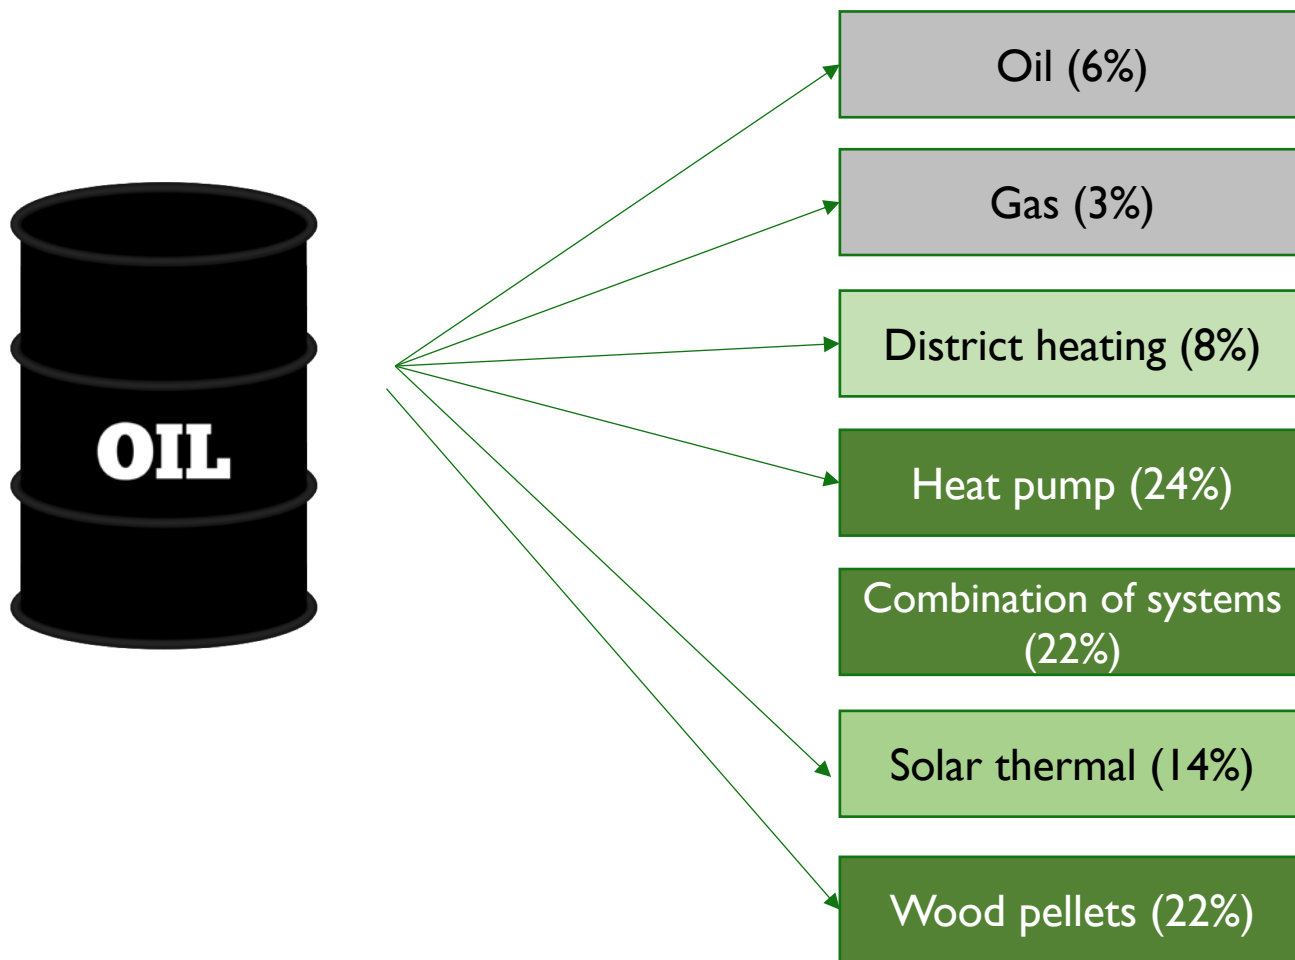 OIL
Oil (6%)
Gas (3%)
District heating (8%)
Heat pump (24%)
Combination of systems
(22%)
Solar thermal (14%)
Wood pellets (22%)